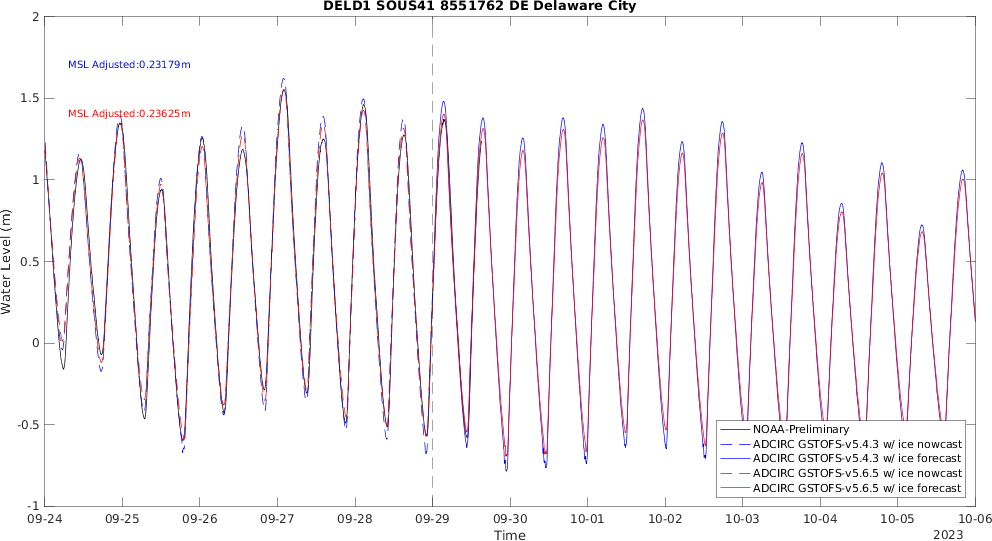 DELD1 SOUS41 8551762 DE Delaware City
2
1.5
1
0.5
0
-0.5
-1
Water Level (m)
MSL Adjusted:0.23179m
MSL Adjusted:0.23625m
NOAA-Preliminary
ADCIRC GSTOFS-v5.4.3 w/ ice nowcast
ADCIRC GSTOFS-v5.4.3 w/ ice forecast
ADCIRC GSTOFS-v5.6.5 w/ ice nowcast
ADCIRC GSTOFS-v5.6.5 w/ ice forecast
09-24 09-25 09-26 09-27 09-28 09-29 09-30 10-01 10-02 10-03 10-04 10-05 10-06
Time
2023